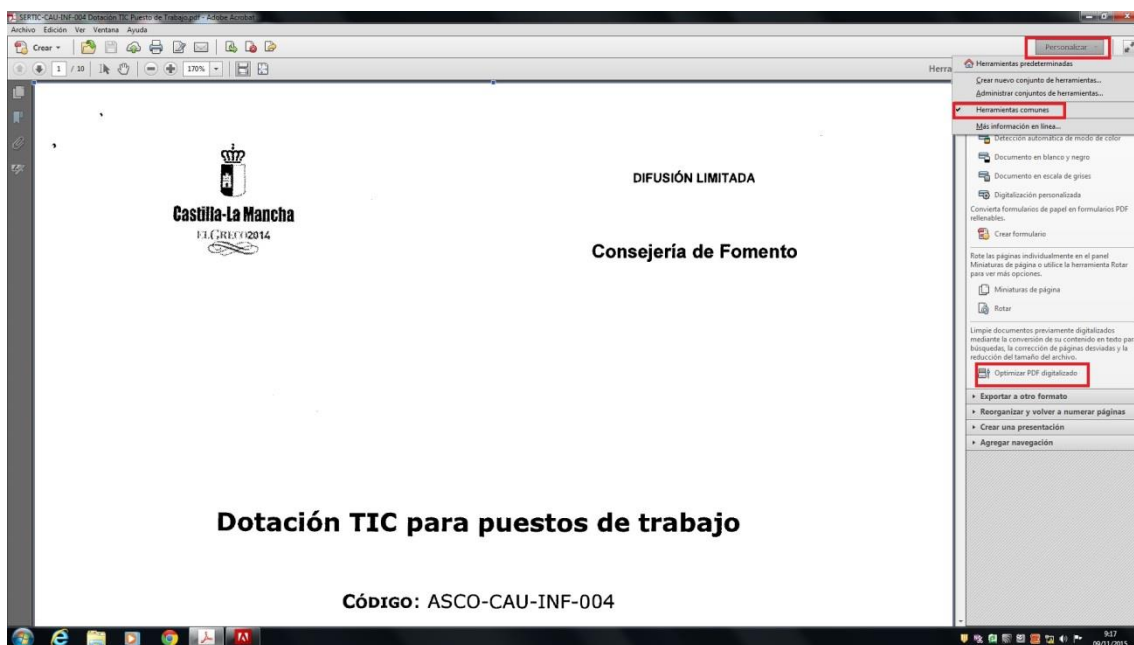 SERTIC-CAU-INF-004 Dotación TIC Puesto de Trabajo.pdf - Adobe Acrobat
Archivo Edición Ver Ventana Ayuda
Crear
Personalizar
1 / 10 170%
Herra
Herramientas predeterminadas
Crear nuevo conjunto de herramientas...
Administrar conjuntos de herramientas...
Herramientas comunes
Más información en línea...
Detección automática de modo de color
Documento en blanco y negro
Documento en escala de grises
Digitalización personalizada
Convierta formularios de papel en formularios PDF
rellenables.
Crear formulario
Rote las páginas individualmente en el panel
Miniaturas de página o utilice la herramienta Rotar
para ver más opciones.
Miniaturas de página
Rotar
Limpie documentos previamente digitalizados
mediante la conversión de su contenido en texto par
búsquedas, la corrección de páginas desviadas y la
reducción del tamaño del archivo.
Optimizar PDF digitalizado
Exportar a otro formato
Reorganizar y volver a numerar páginas
Crear una presentación
Agregar navegación
Castilla-La Mancha
EL GRECO2014
DIFUSIÓN LIMITADA
Consejería de Fomento
Dotación TIC para puestos de trabajo
CÓDIGO: ASCO-CAU-INF-004
9:17
09/11/2015